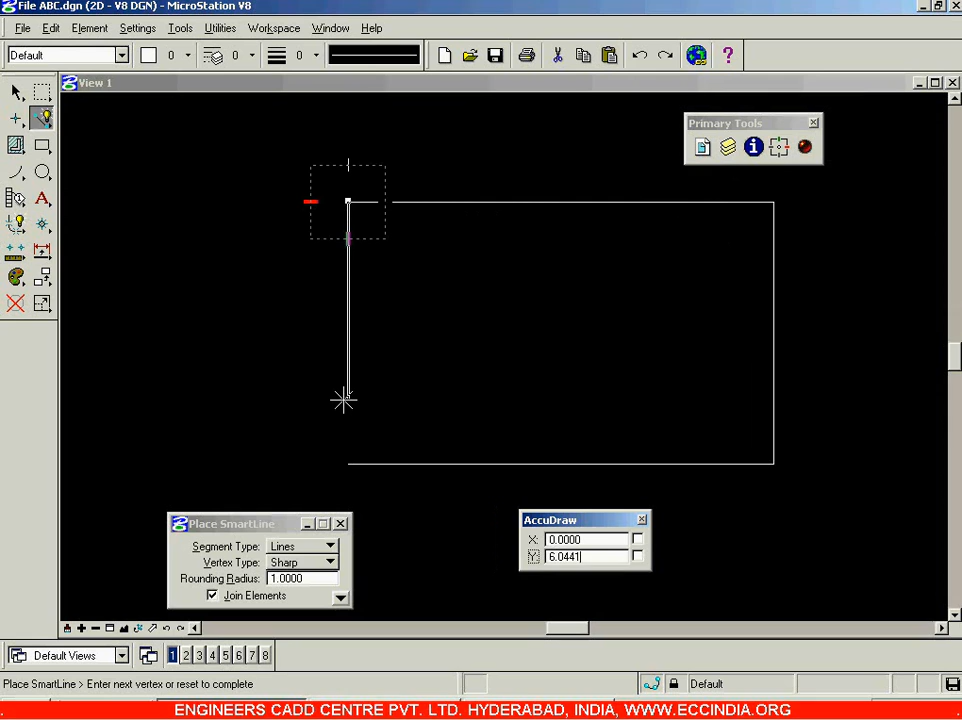 File ABC.dgn (2D - V8 DGN) - MicroStation V8
File Edit Element Settings Tools Utilities Workspace Window Help
Default 0 0 0
View 1
Primary Tools
Place SmartLine
Segment Type: Lines
Vertex Type: Sharp
Rounding Radius: 1.0000
Join Elements
AccuDraw
X: 0.0000
Y: 6.0441
Default Views 1 2 3 4 5 6 7 8
Place SmartLine > Enter next vertex or reset to complete Default
ENGINEERS CADD CENTRE PVT. LTD. HYDERABAD, INDIA, WWW.ECCINDIA.ORG